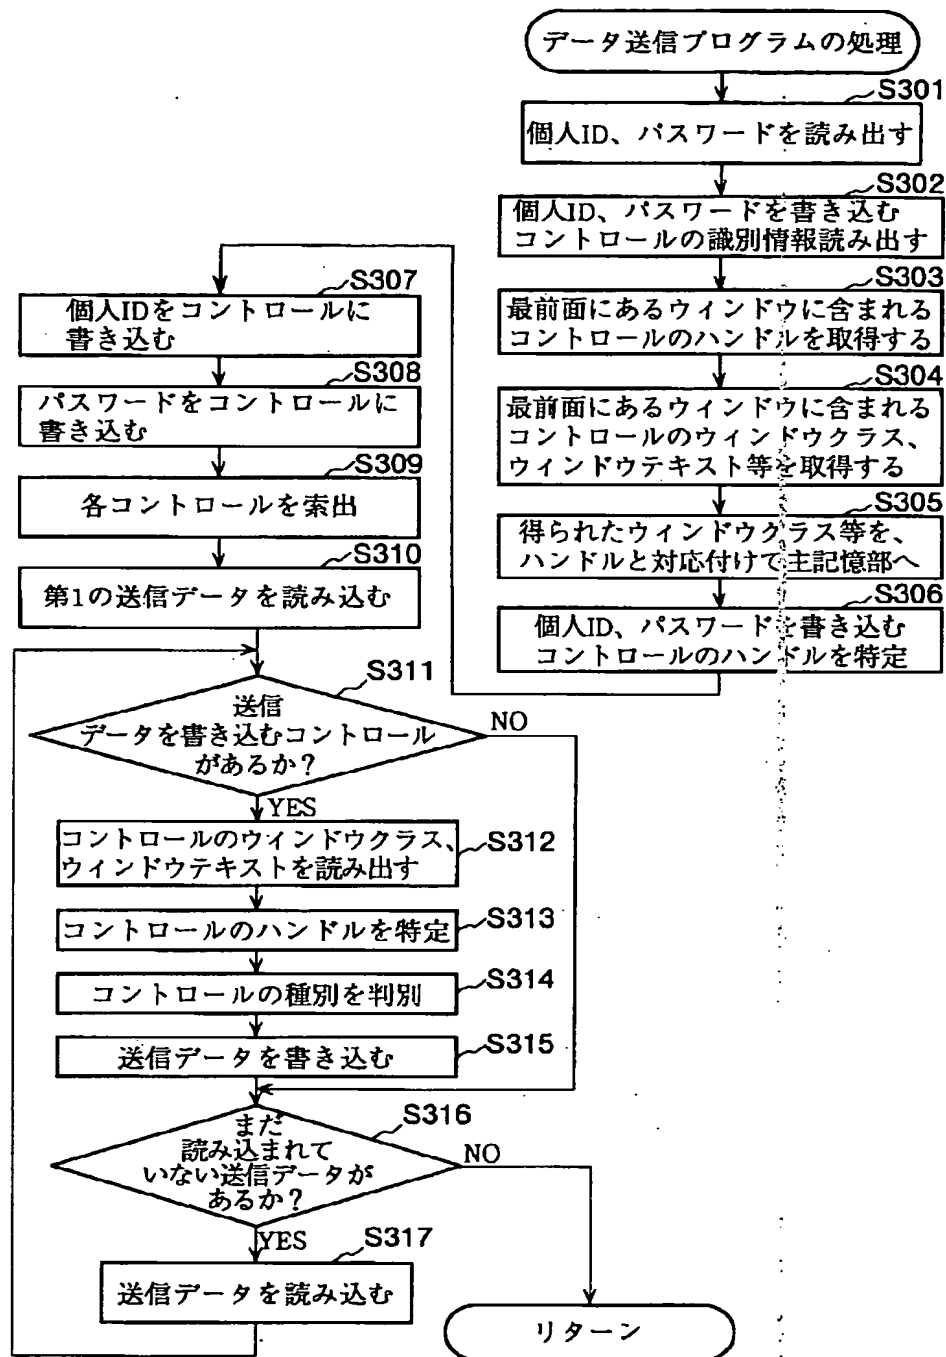 データ送信プログラムの処理
S301
個人ID、パスワードを読み出す
S302
個人ID、パスワードを書き込む
コントロールの識別情報読み出す
S303
最前面にあるウィンドウに含まれる
コントロールのハンドルを取得する
S304
最前面にあるウィンドウに含まれる
コントロールのウィンドウクラス、
ウィンドウテキスト等を取得する
S305
得られたウィンドウクラス等を、
ハンドルと対応付けて主記憶部へ
S306
個人ID、パスワードを書き込む
コントロールのハンドルを特定
S307
個人IDをコントロールに
書き込む
S308
パスワードをコントロールに
書き込む
S309
各コントロールを索出
S310
第1の送信データを読み込む
S311
送信
データを書き込むコントロール
があるか?
NO
YES
S312
コントロールのウィンドウクラス、
ウィンドウテキストを読み出す
S313
コントロールのハンドルを特定
S314
コントロールの種別を判別
S315
送信データを書き込む
S316
まだ
読み込まれて
いない送信データが
あるか?
NO
YES
S317
送信データを読み込む
リターン